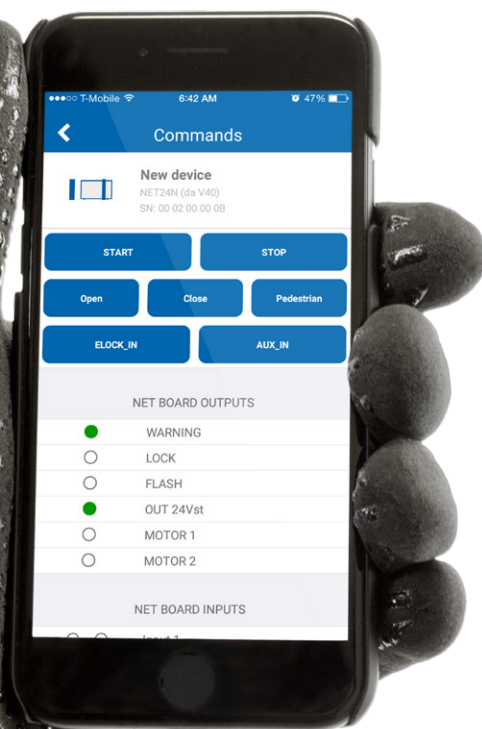 T-Mobile 6:42 AM 47%
Commands
New device
NET24N (da V40)
SN: 00 02 00 00 0B
START STOP
Open Close Pedestrian
ELOCK_IN AUX_IN
NET BOARD OUTPUTS
WARNING
LOCK
FLASH
OUT 24Vst
MOTOR 1
MOTOR 2
NET BOARD INPUTS
Input 1